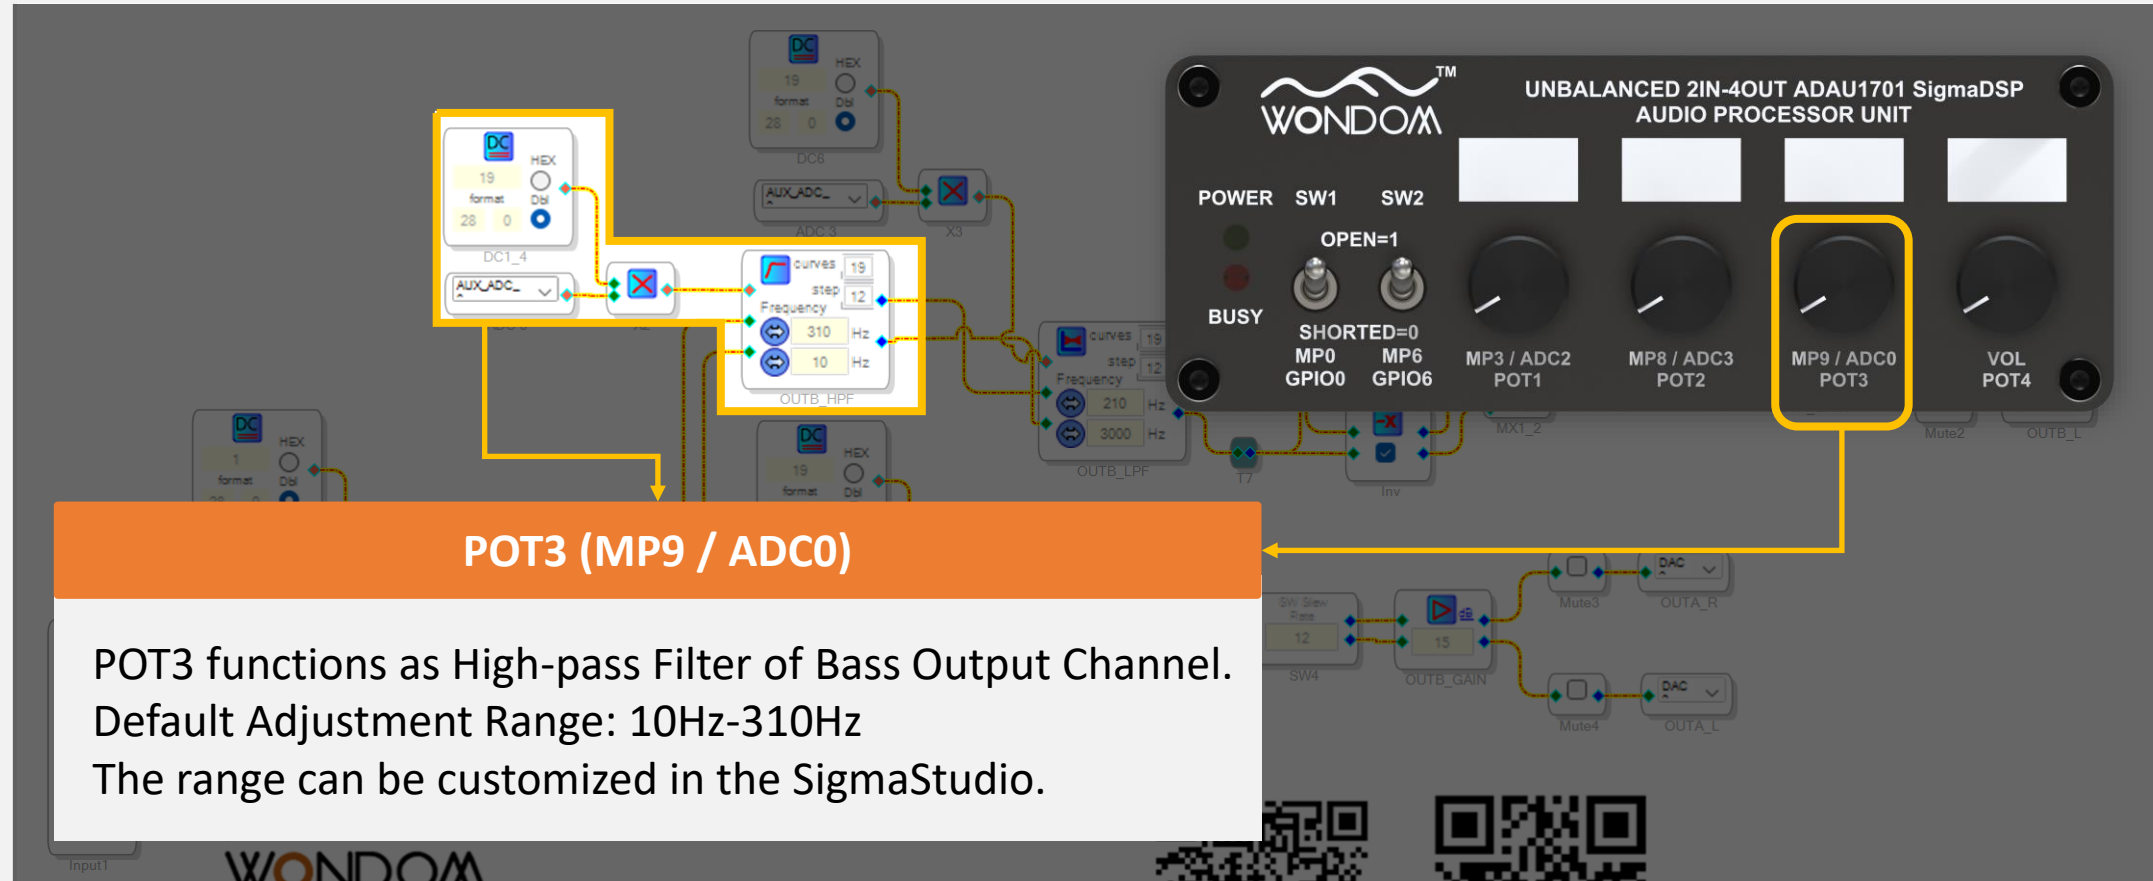 DC
HEX
19
format
Dbl
28 0
DC6
AUX_ADC_
ADC 3
X3
DC
HEX
19
format
Dbl
28 0
DC1_4
AUX_ADC_
curves 19
step 12
Frequency
310 Hz
10 Hz
OUTB_HPF
curves 19
step 12
Frequency
210 Hz
3000 Hz
OUTB_LPF
T7
Inv
MX1_2
Mute2
OUTB_L
WONDOM™
UNBALANCED 2IN-4OUT ADAU1701 SigmaDSP
AUDIO PROCESSOR UNIT
POWER SW1 SW2
OPEN=1
BUSY
SHORTED=0
MP0 MP6
GPIO0 GPIO6
MP3 / ADC2
POT1
MP8 / ADC3
POT2
MP9 / ADC0
POT3
VOL
POT4
DC
HEX
1
format
Dbl
DC
HEX
19
format
Dbl
POT3 (MP9 / ADC0)
POT3 functions as High-pass Filter of Bass Output Channel.
Default Adjustment Range: 10Hz-310Hz
The range can be customized in the SigmaStudio.
SW Slew
Rate
12
SW4
dB
15
OUTB_GAIN
Mute3
DAC
OUTA_R
Mute4
DAC
OUTA_L
Input1
WONDOM